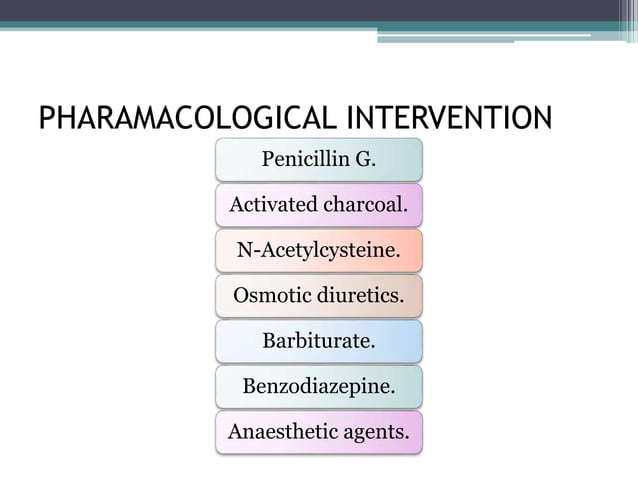 PHARAMACOLOGICAL INTERVENTION
Penicillin G.
Activated charcoal.
N-Acetylcysteine.
Osmotic diuretics.
Barbiturate.
Benzodiazepine.
Anaesthetic agents.